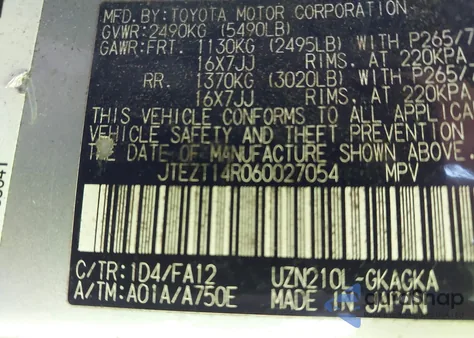 MFD.BY:TOYOTA MOTOR CORPORATION
GVWR:2490KG (5490LB)
GAWR:FRT. 1130KG (2495LB) WITH P265/7
16X7JJ RIMS, AT 220KPA
RR. 1370KG (3020LB) WITH P265/
16X7JJ RIMS, AT 220KPA
THIS VEHICLE CONFORMS TO ALL APPLICA
VEHICLE SAFETY AND THEFT PREVENTION
THE DATE OF MANUFACTURE SHOWN ABOVE
JTEZT14R060027054 MPV
C/TR:1D4/FA12 UZN210L-GKAGKA
A/TM:A01A/A750E MADE IN JAPAN
autosnap